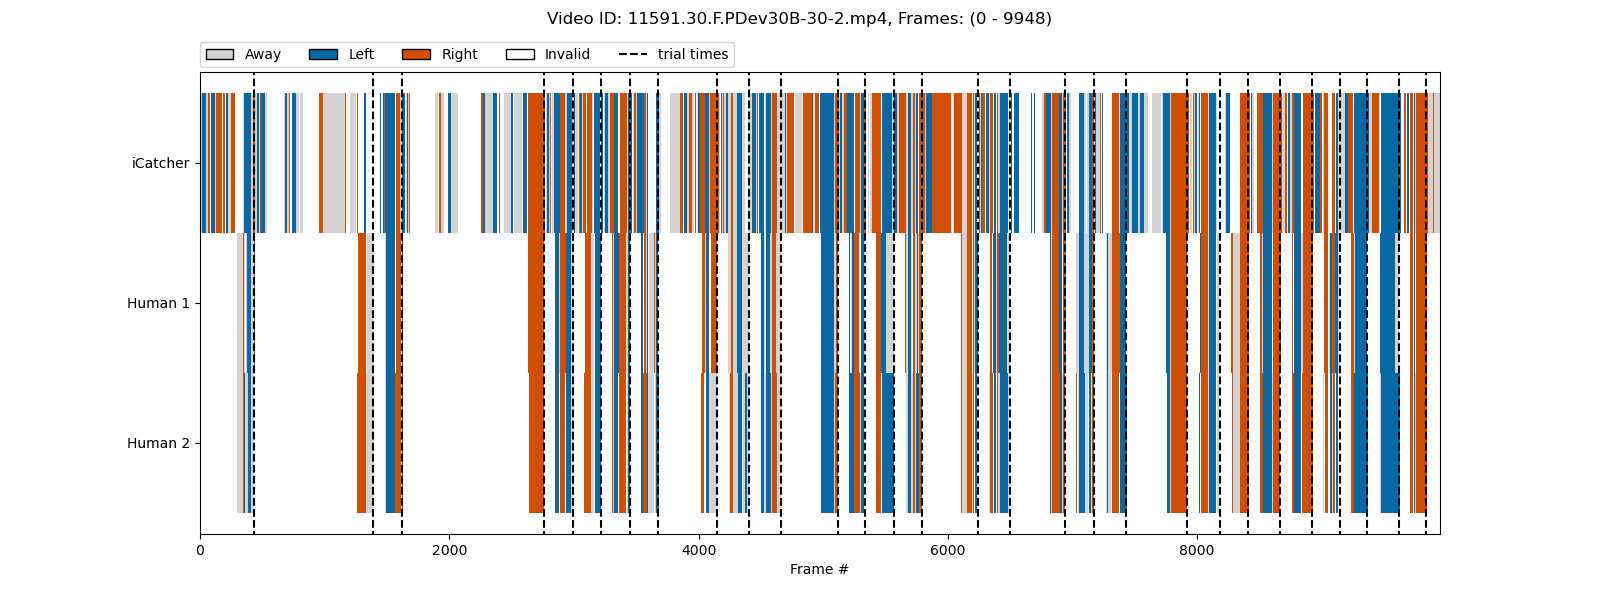 Video ID: 11591.30.F.PDev30B-30-2.mp4, Frames: (0 - 9948)
Away Left Right Invalid trial times
iCatcher
Human 1
Human 2
0 2000 4000 6000 8000
Frame #